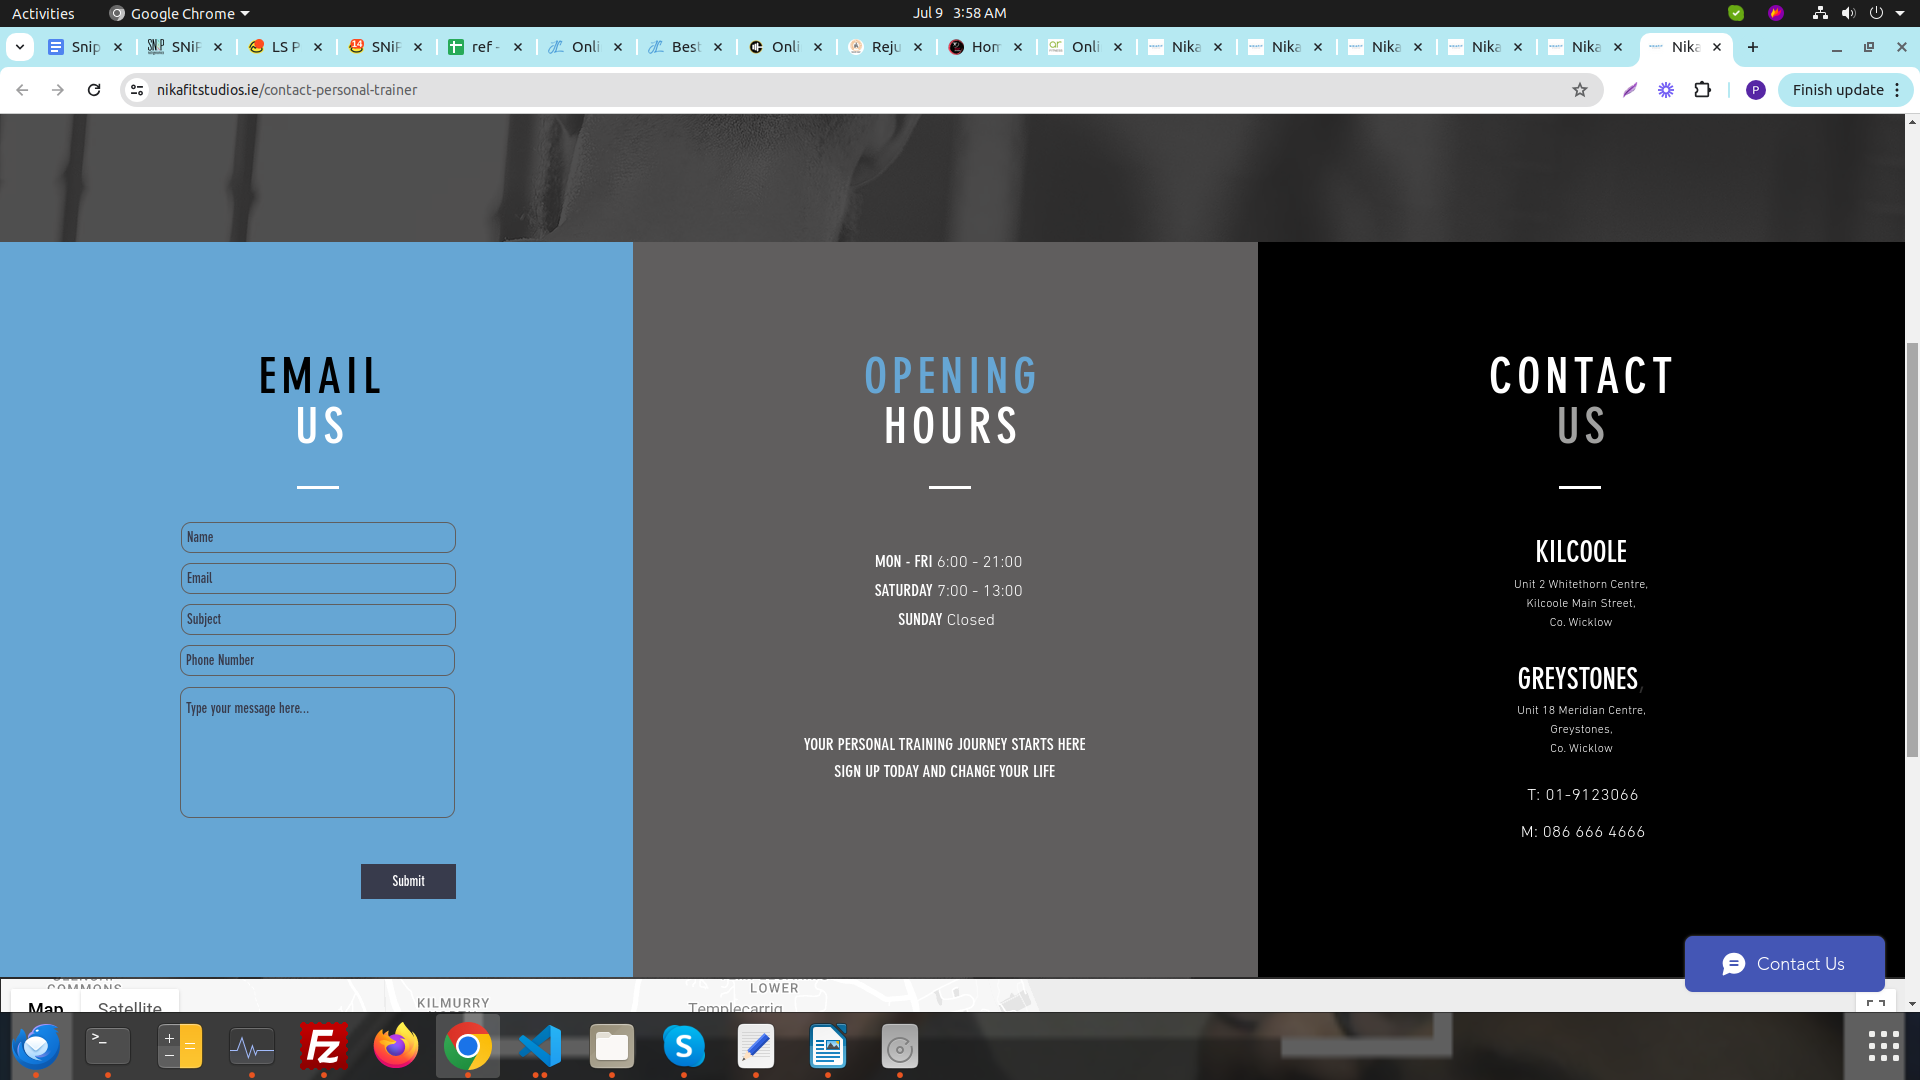 Activities
Google Chrome
Jul 9 3:58 AM
Snip
SNiP
LS P
SNiP
ref -
Onli
Best
Onli
Reju
Hom
Onli
Nika
Nika
Nika
Nika
Nika
Nika
nikafitstudios.ie/contact-personal-trainer
P
Finish update
EMAIL
US
Name
Email
Subject
Phone Number
Type your message here...
Submit
OPENING
HOURS
MON - FRI 6:00 - 21:00
SATURDAY 7:00 - 13:00
SUNDAY Closed
YOUR PERSONAL TRAINING JOURNEY STARTS HERE
SIGN UP TODAY AND CHANGE YOUR LIFE
CONTACT
US
KILCOOLE
Unit 2 Whitethorn Centre,
Kilcoole Main Street,
Co. Wicklow
GREYSTONES,
Unit 18 Meridian Centre,
Greystones,
Co. Wicklow
T: 01-9123066
M: 086 666 4666
Contact Us
COMMONS
LOWER
Map
Satellite
KILMURRY
Templecarrig